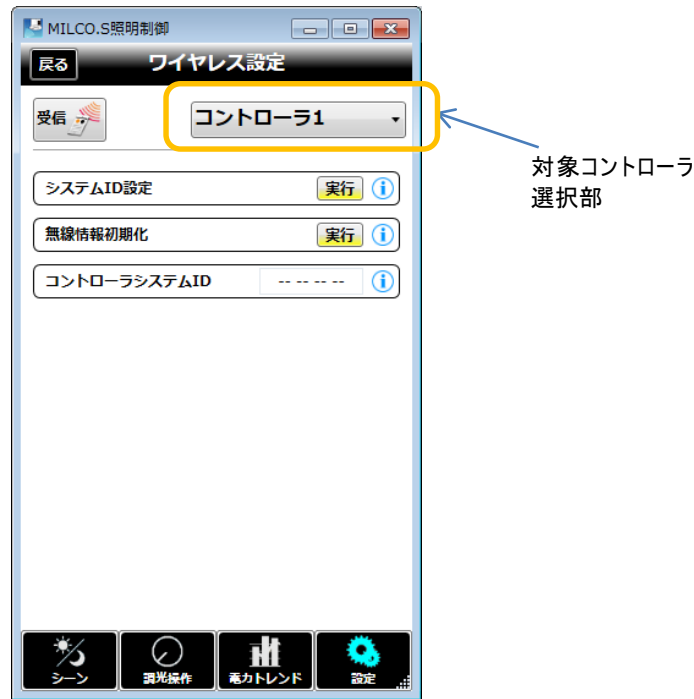 MILCO.S照明制御
戻る ワイヤレス設定
受信 コントローラ1
対象コントローラ
選択部
システムID設定 実行 i
無線情報初期化 実行 i
コントローラシステムID -- -- -- -- i
シーン 調光操作 電力トレンド 設定